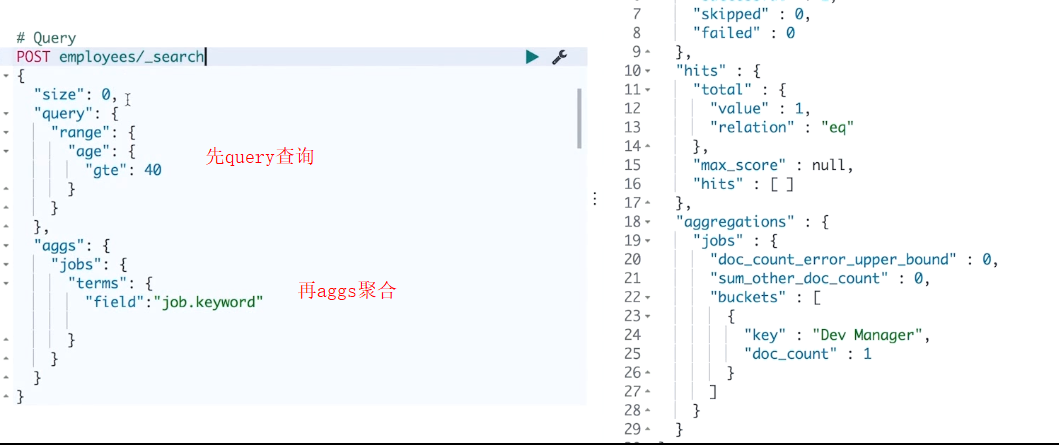 # Query
POST employees/_search
{
"size": 0,
"query": {
"range": {
"age": {
"gte": 40
}
}
},
"aggs": {
"jobs": {
"terms": {
"field":"job.keyword"
}
}
}
}
先query查询
再aggs聚合
7 "skipped" : 0,
8 "failed" : 0
9 },
10 "hits" : {
11 "total" : {
12 "value" : 1,
13 "relation" : "eq"
14 },
15 "max_score" : null,
16 "hits" : [ ]
17 },
18 "aggregations" : {
19 "jobs" : {
20 "doc_count_error_upper_bound" : 0,
21 "sum_other_doc_count" : 0,
22 "buckets" : [
23 {
24 "key" : "Dev Manager",
25 "doc_count" : 1
26 }
27 ]
28 }
29 }